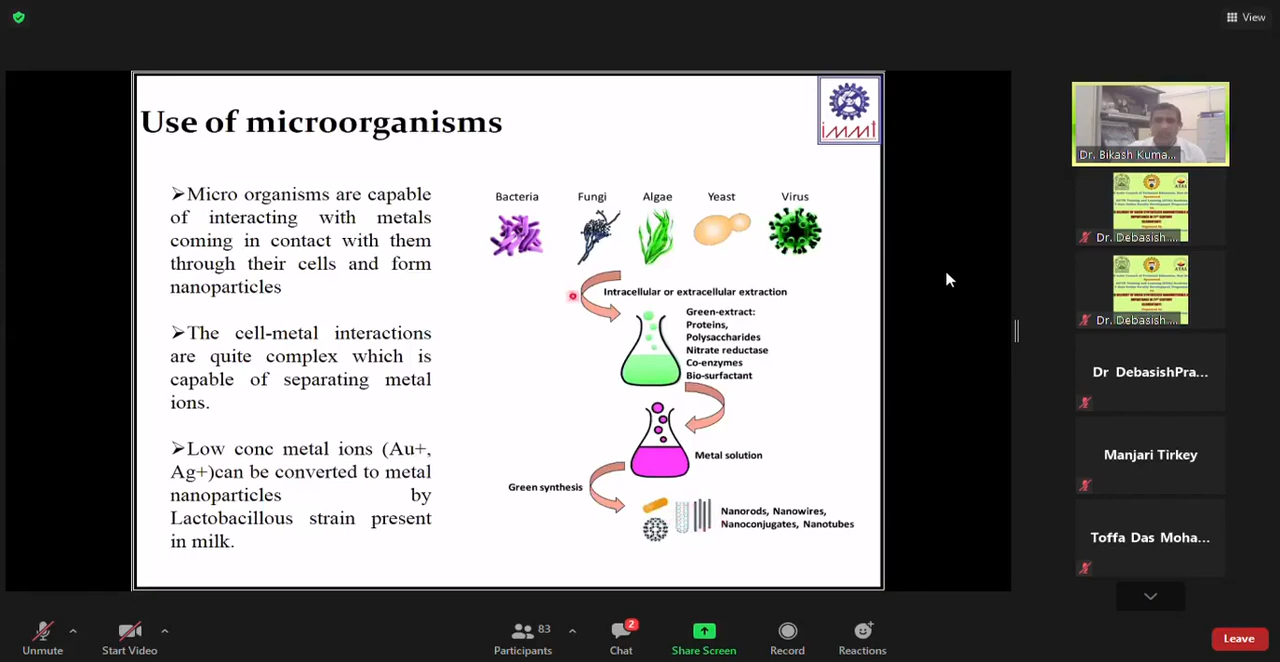 View
Use of microorganisms
immt
➢Micro organisms are capable
of interacting with metals
coming in contact with them
through their cells and form
nanoparticles
➢The cell-metal interactions
are quite complex which is
capable of separating metal
ions.
➢Low conc metal ions (Au+,
Ag+)can be converted to metal
nanoparticles by
Lactobacillous strain present
in milk.
Bacteria Fungi Algae Yeast Virus
Intracellular or extracellular extraction
Green-extract:
Proteins,
Polysaccharides
Nitrate reductase
Co-enzymes
Bio-surfactant
Metal solution
Green synthesis
Nanorods, Nanowires,
Nanoconjugates, Nanotubes
Dr. Bikash Kuma...
Dr. Debasish ...
Dr. Debasish ...
Dr DebasishPra...
Manjari Tirkey
Toffa Das Moha...
Unmute
Start Video
83
Participants
2
Chat
Share Screen
Record
Reactions
Leave